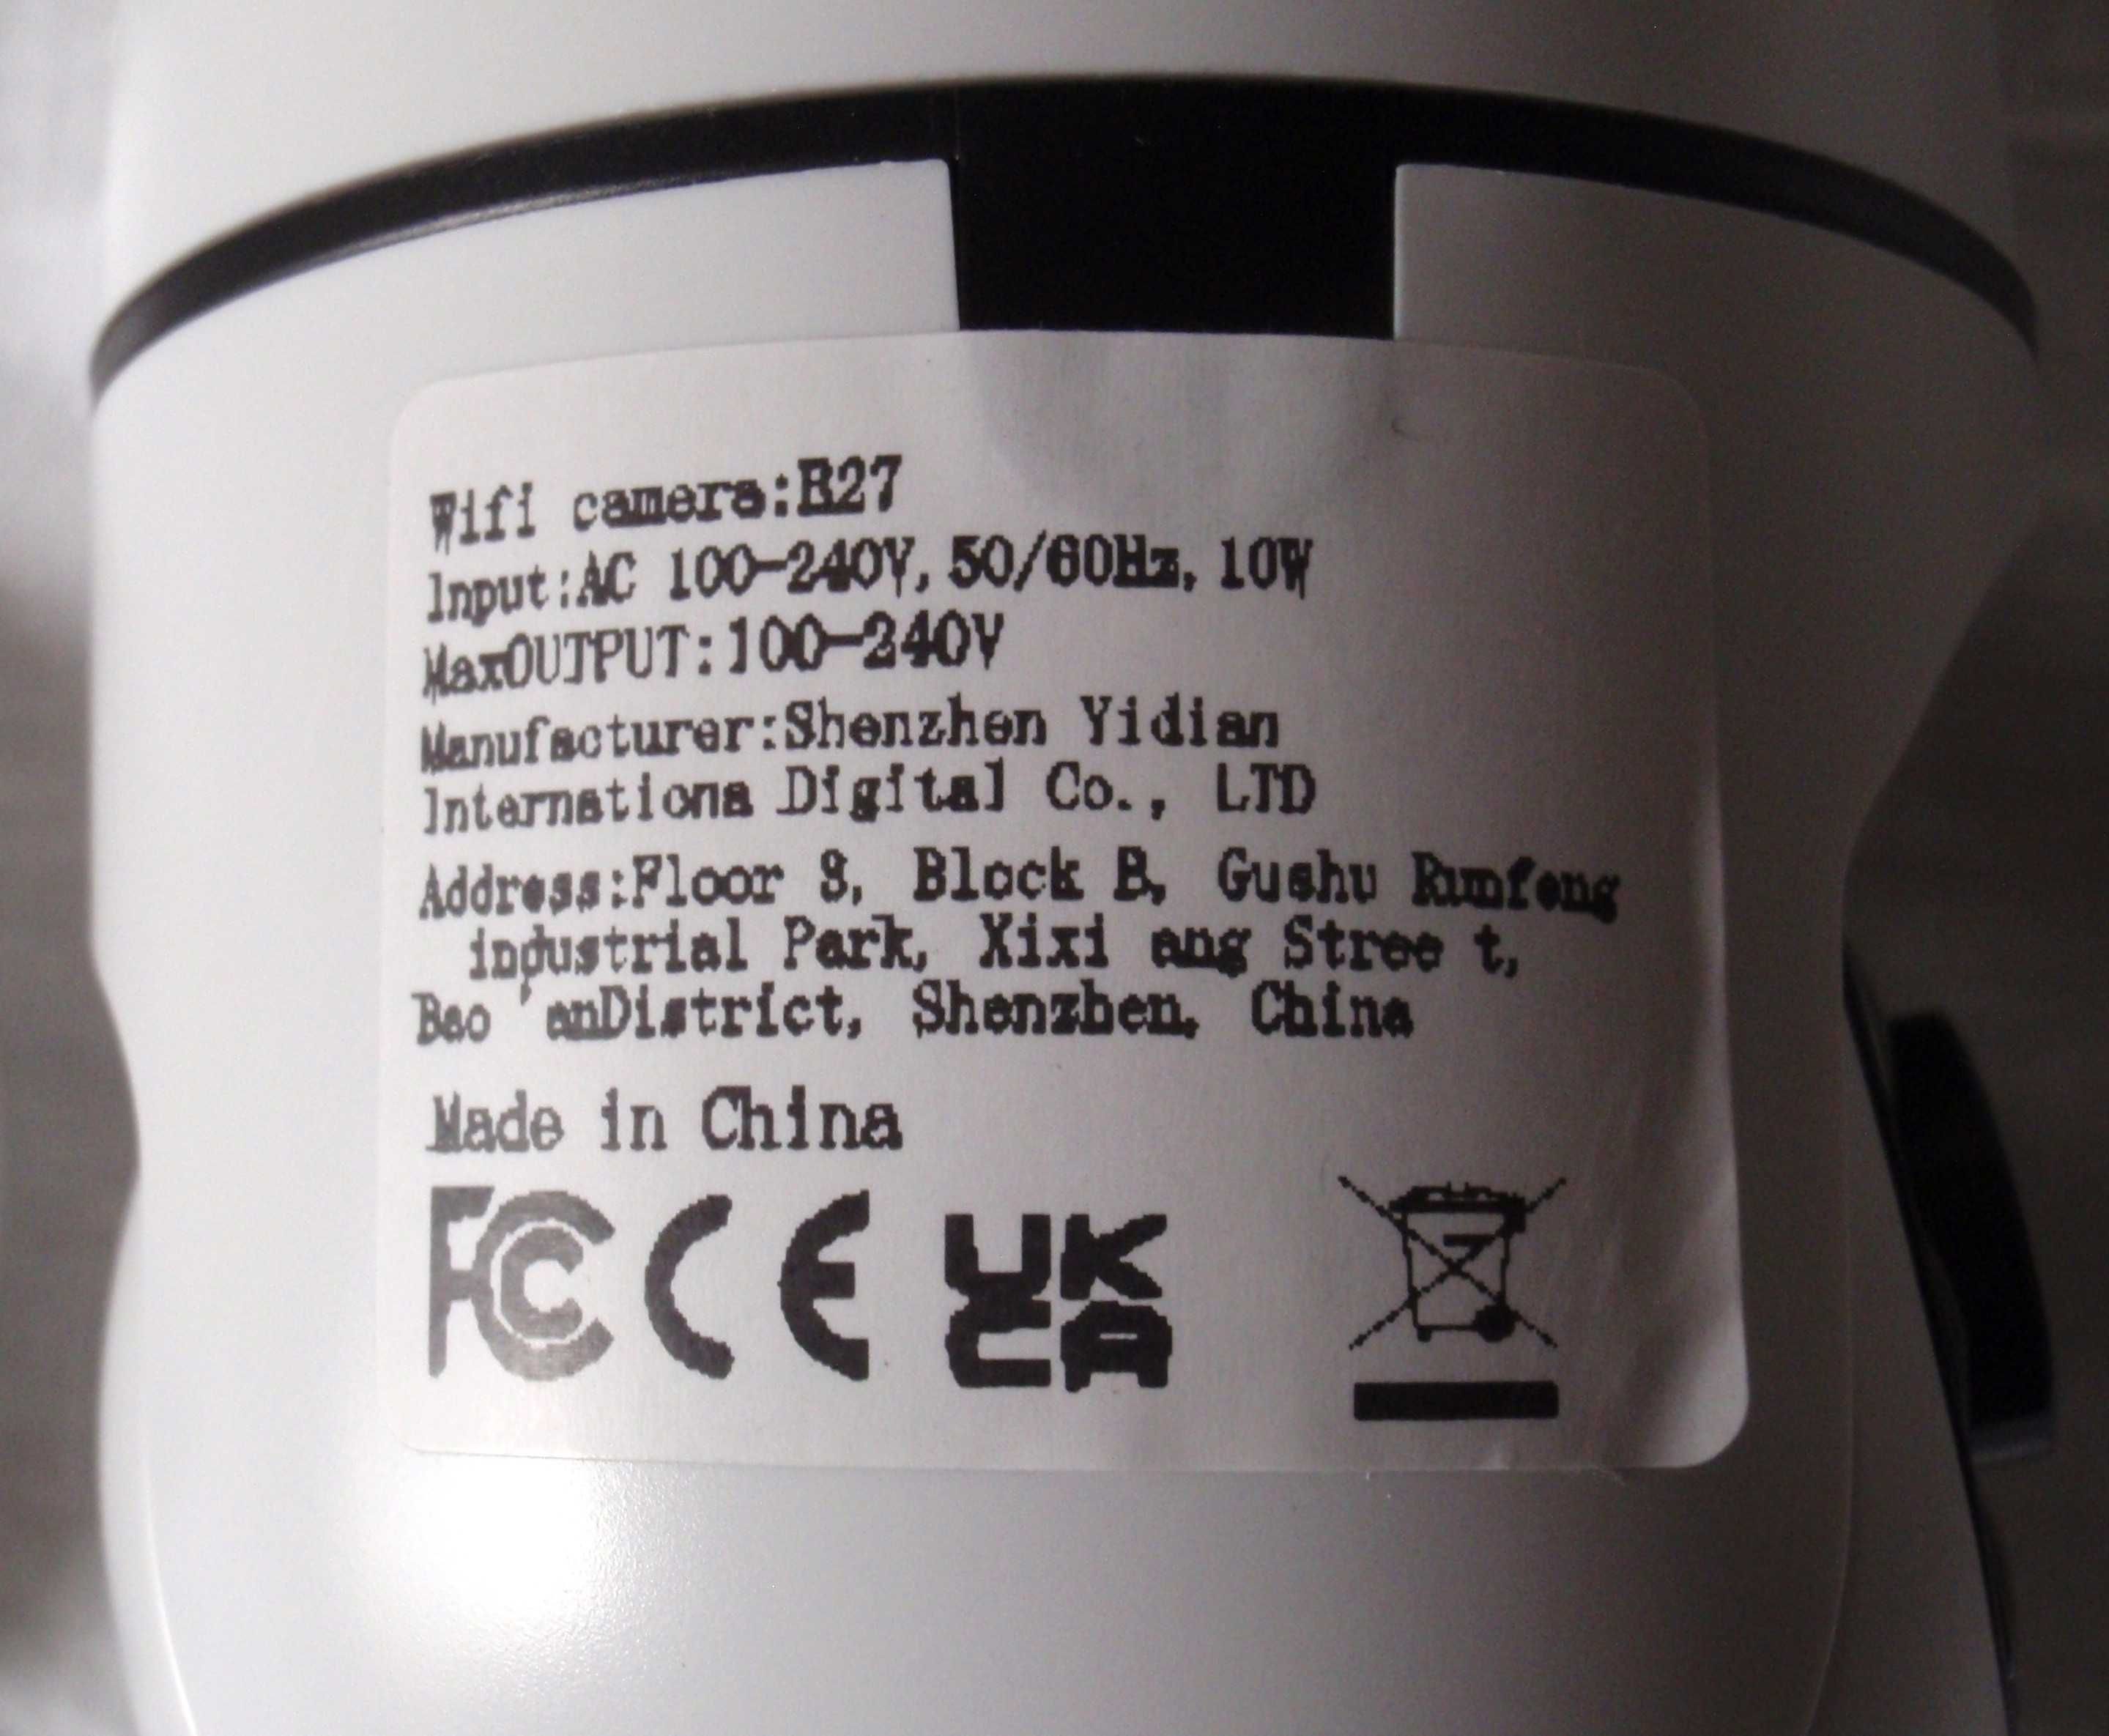 Wifi camera:E27
Input:AC 100-240V, 50/60Hz, 10W
MaxOUTPUT:100-240V
Manufacturer:Shenzhen Yidian
Internationa Digital Co., LTD
Address:Floor 8, Block B, Gushu Runfeng
industrial Park, Xixi ang Stree t,
Bao 'anDistrict, Shenzhen, China
Made in China
FC CE UK
CA